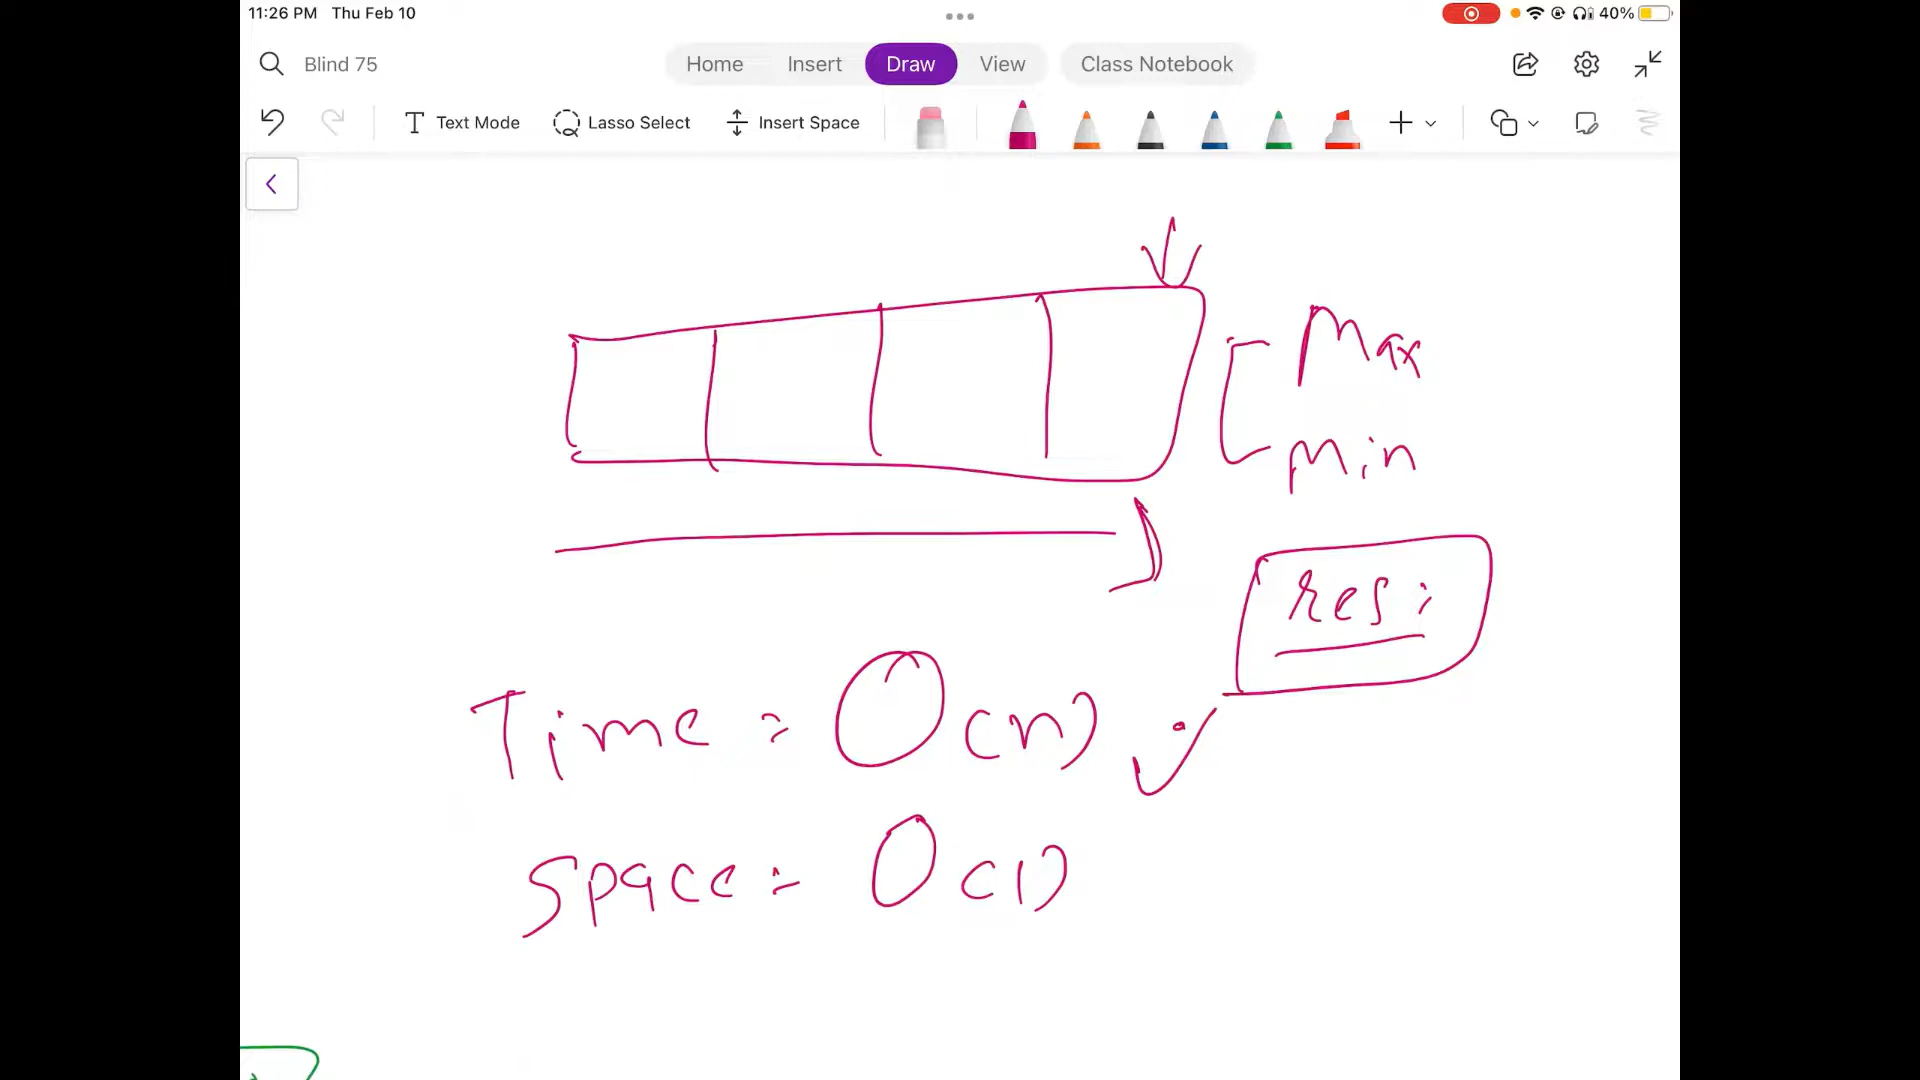 11:26 PM Thu Feb 10
40%
Blind 75
Home Insert Draw View Class Notebook
Text Mode Lasso Select Insert Space
Max
Min
res:
Time = O(n)
Space = O(1)